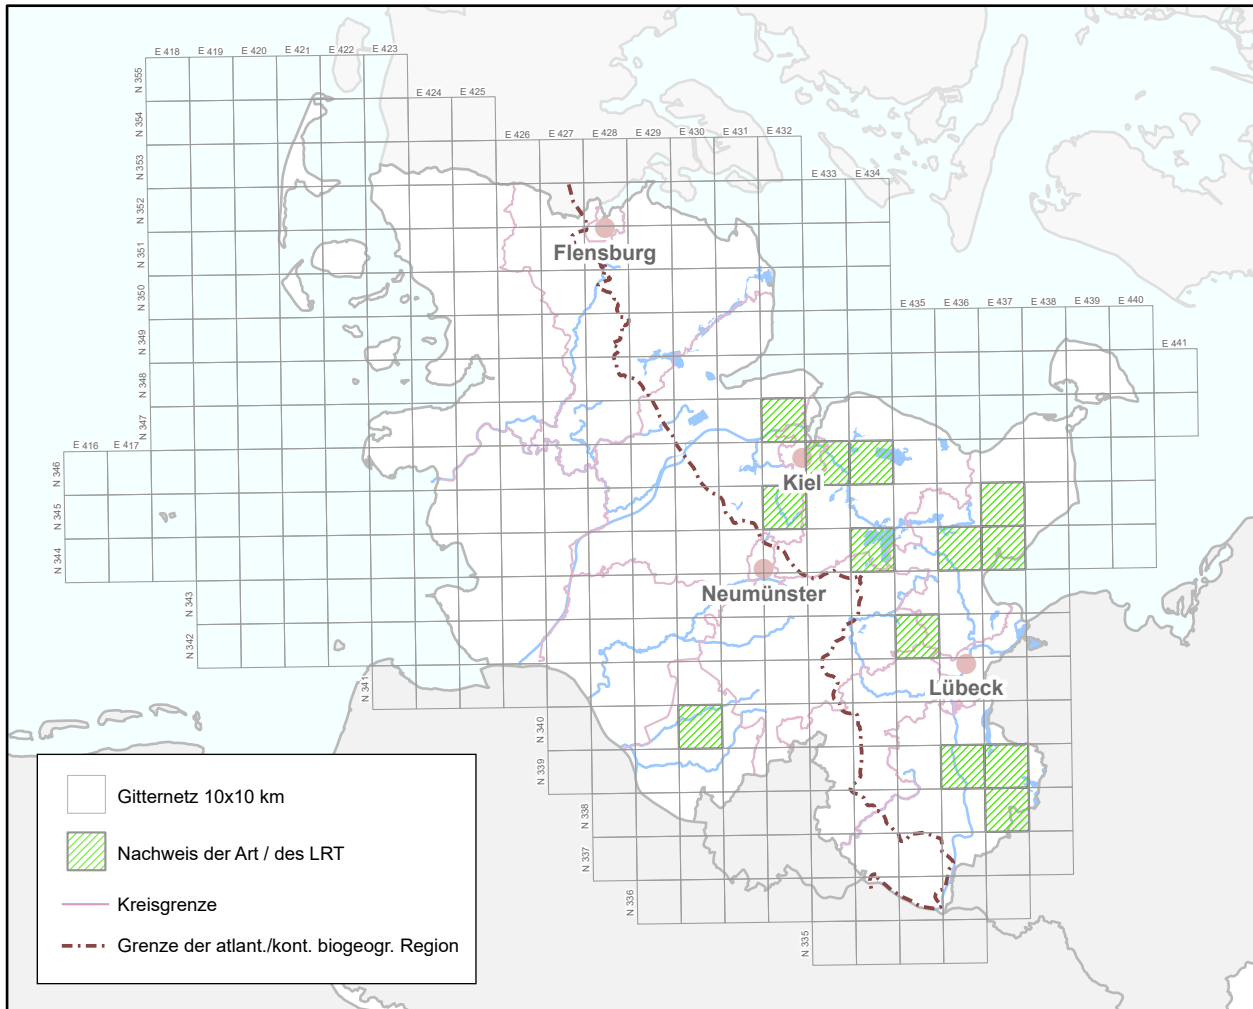 E 418 E 419 E 420 E 421 E 422 E 423
N 355
E 424 E 425
N 354
E 426 E 427 E 428 E 429 E 430 E 431 E 432
N 353
E 433 E 434
N 352
Flensburg
N 351
N 350
E 435 E 436 E 437 E 438 E 439 E 440
N 349
E 441
N 348
N 347
E 416 E 417
N 346
Kiel
N 345
N 344
Neumünster
N 343
N 342
Lübeck
N 341
N 340
N 339
N 338
N 337
N 336
N 335
Gitternetz 10x10 km
Nachweis der Art / des LRT
Kreisgrenze
Grenze der atlant./kont. biogeogr. Region